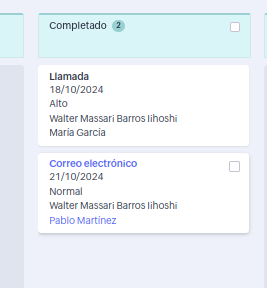 Completado 2
Llamada
18/10/2024
Alto
Walter Massari Barros Iihoshi
María García
Correo electrónico
21/10/2024
Normal
Walter Massari Barros Iihoshi
Pablo Martínez